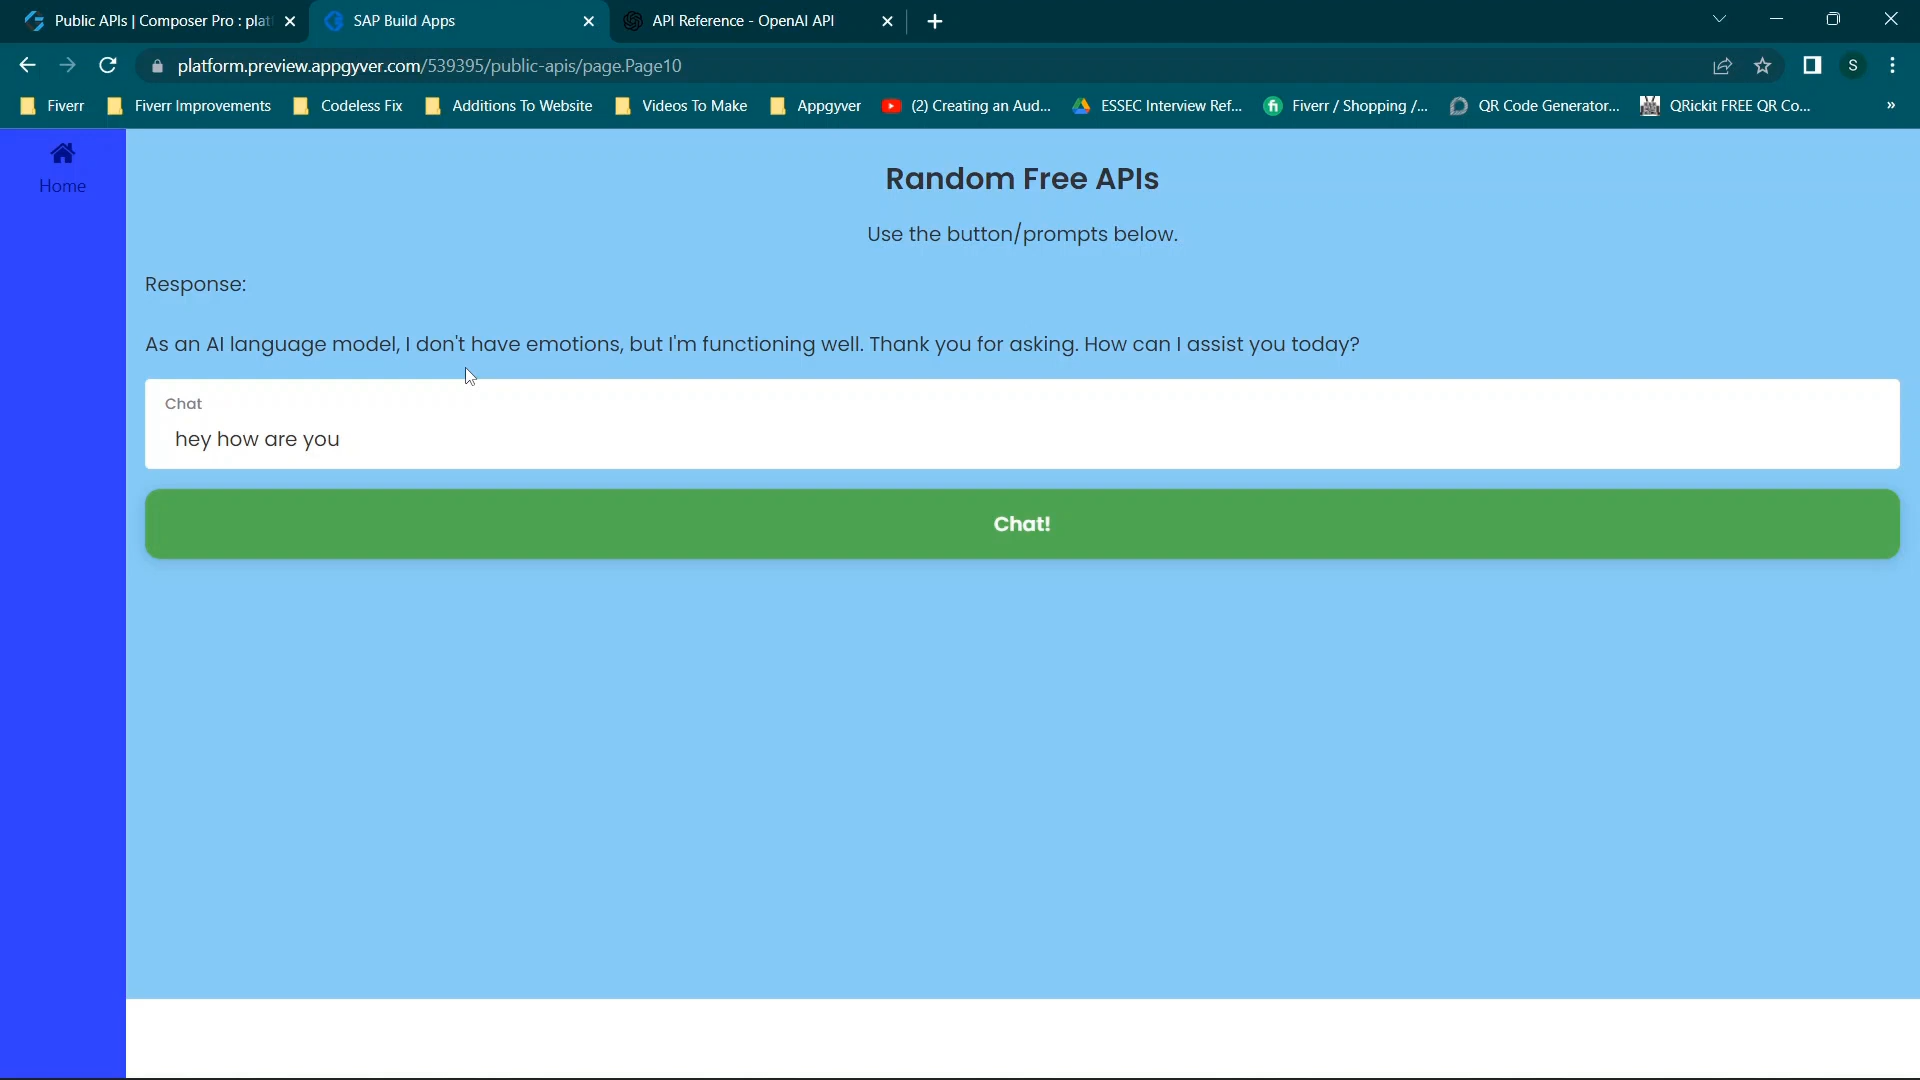 Public APIs | Composer Pro : plat
SAP Build Apps
API Reference - OpenAI API
platform.preview.appgyver.com/539395/public-apis/page.Page10
S
Fiverr
Fiverr Improvements
Codeless Fix
Additions To Website
Videos To Make
Appgyver
(2) Creating an Aud...
ESSEC Interview Ref...
Fiverr / Shopping /...
QR Code Generator...
QRickit FREE QR Co...
»
Home
Random Free APIs
Use the button/prompts below.
Response:
As an AI language model, I don't have emotions, but I'm functioning well. Thank you for asking. How can I assist you today?
Chat
hey how are you
Chat!